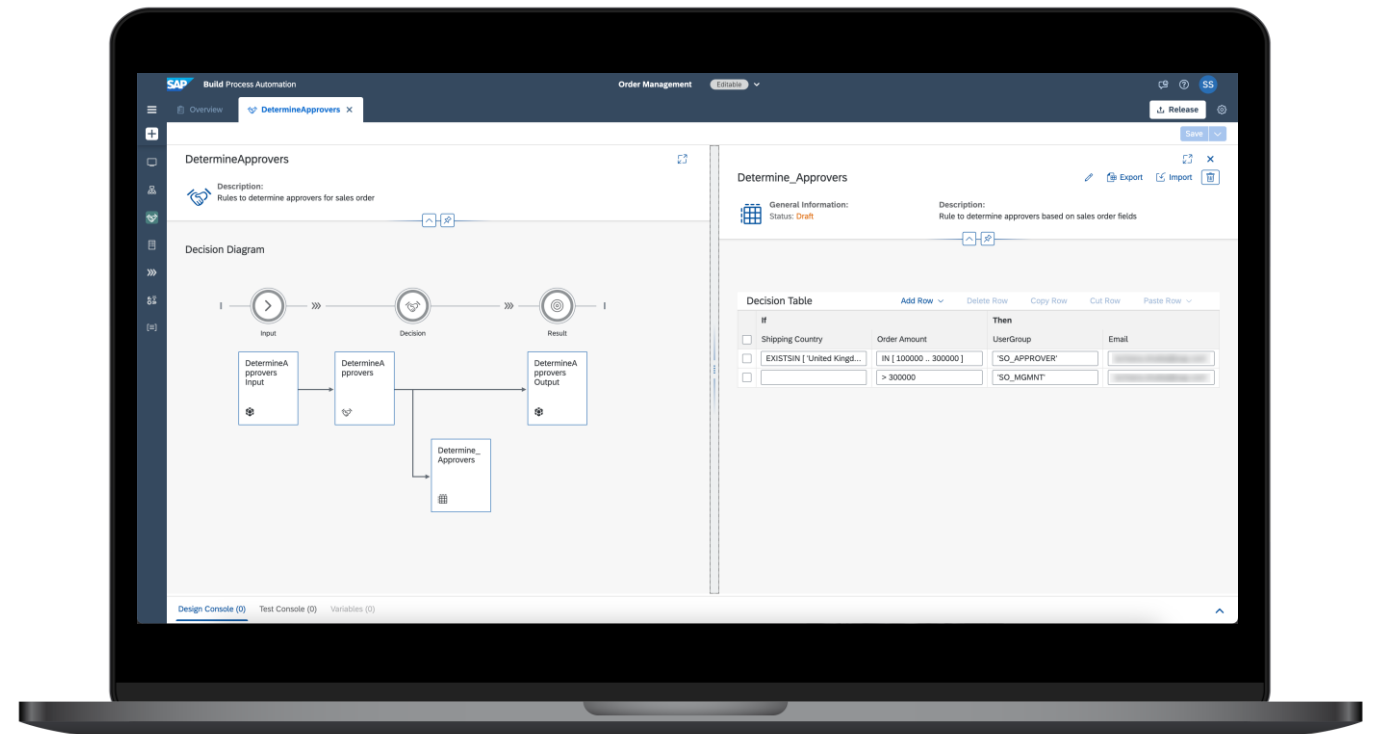 SAP Build Process Automation
Order Management Editable
SS
Overview
DetermineApprovers X
Release
Save
DetermineApprovers
Description:
Rules to determine approvers for sales order
Decision Diagram
Input
Decision
Result
DetermineA
pprovers
Input
DetermineA
pprovers
DetermineA
pprovers
Output
Determine_
Approvers
Determine_Approvers
Export
Import
General Information:
Status: Draft
Description:
Rule to determine approvers based on sales order fields
Decision Table
Add Row
Delete Row
Copy Row
Cut Row
Paste Row
If
Then
Shipping Country
Order Amount
UserGroup
Email
EXISTSIN [ 'United Kingd...
IN [ 100000 .. 300000 ]
'SO_APPROVER'
> 300000
'SO_MGMNT'
Design Console (0)
Test Console (0)
Variables (0)